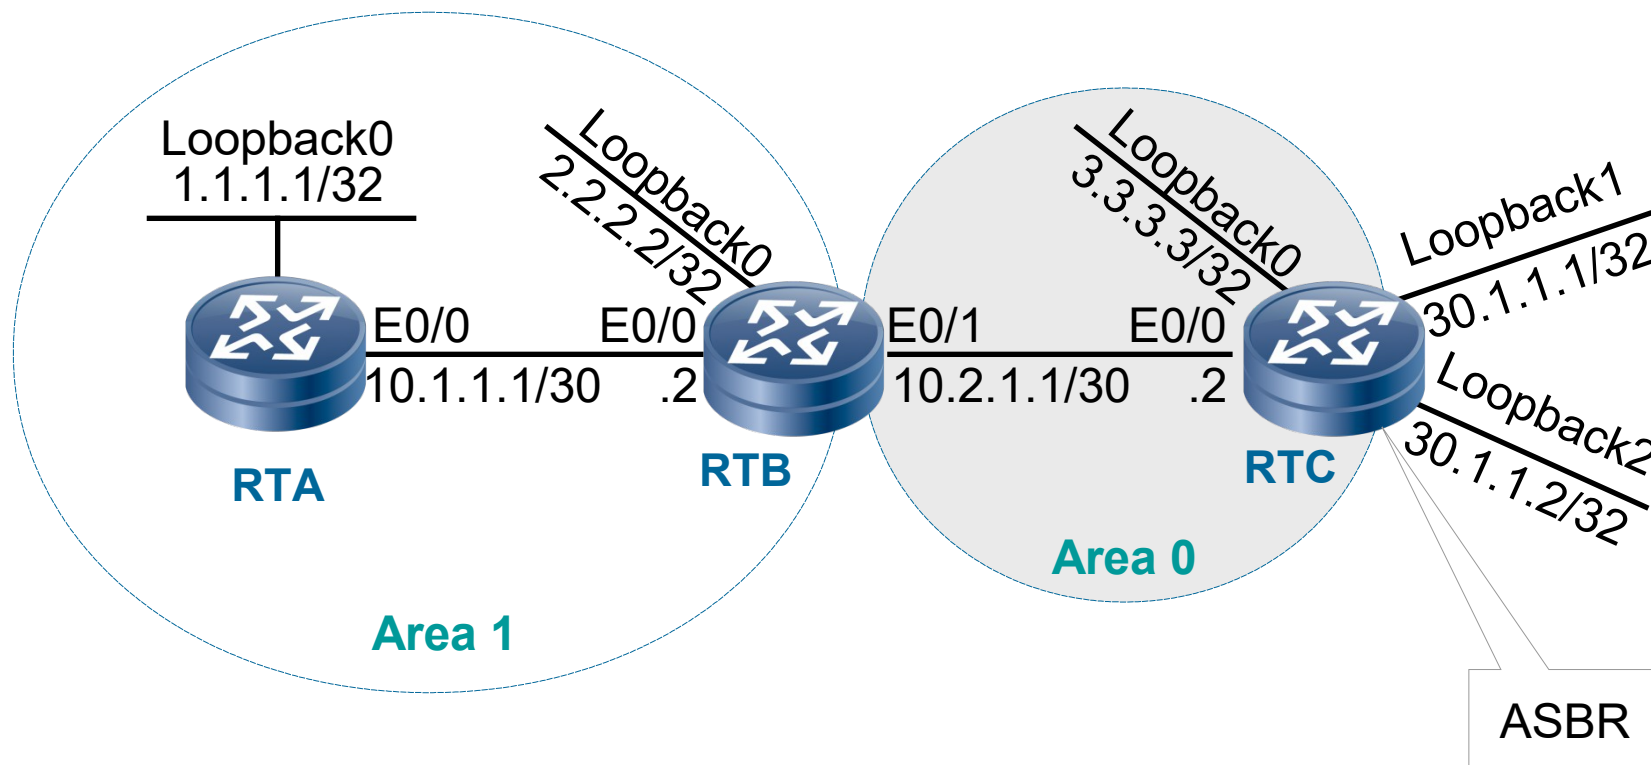 Loopback0
1.1.1.1/32
Loopback0
2.2.2.2/32
Loopback0
3.3.3.3/32
Loopback1
30.1.1.1/32
E0/0
E0/0
E0/1
E0/0
10.1.1.1/30
.2
10.2.1.1/30
.2
Loopback2
30.1.1.2/32
RTA
RTB
RTC
Area 0
Area 1
ASBR